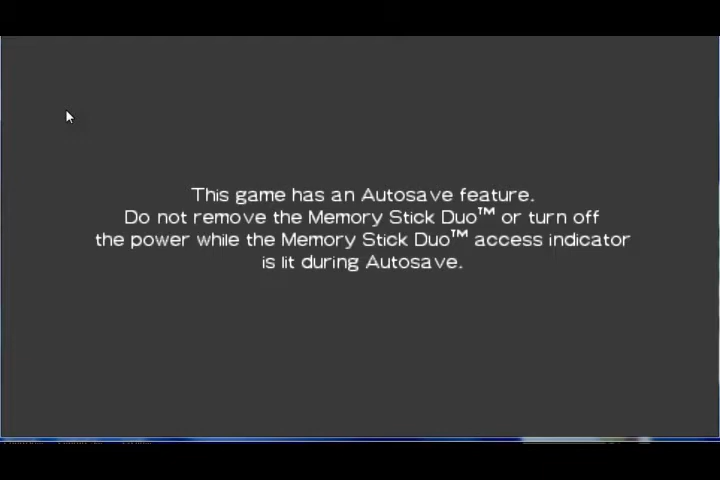 This game has an Autosave feature.
Do not remove the Memory Stick Duo™ or turn off
the power while the Memory Stick Duo™ access indicator
is lit during Autosave.